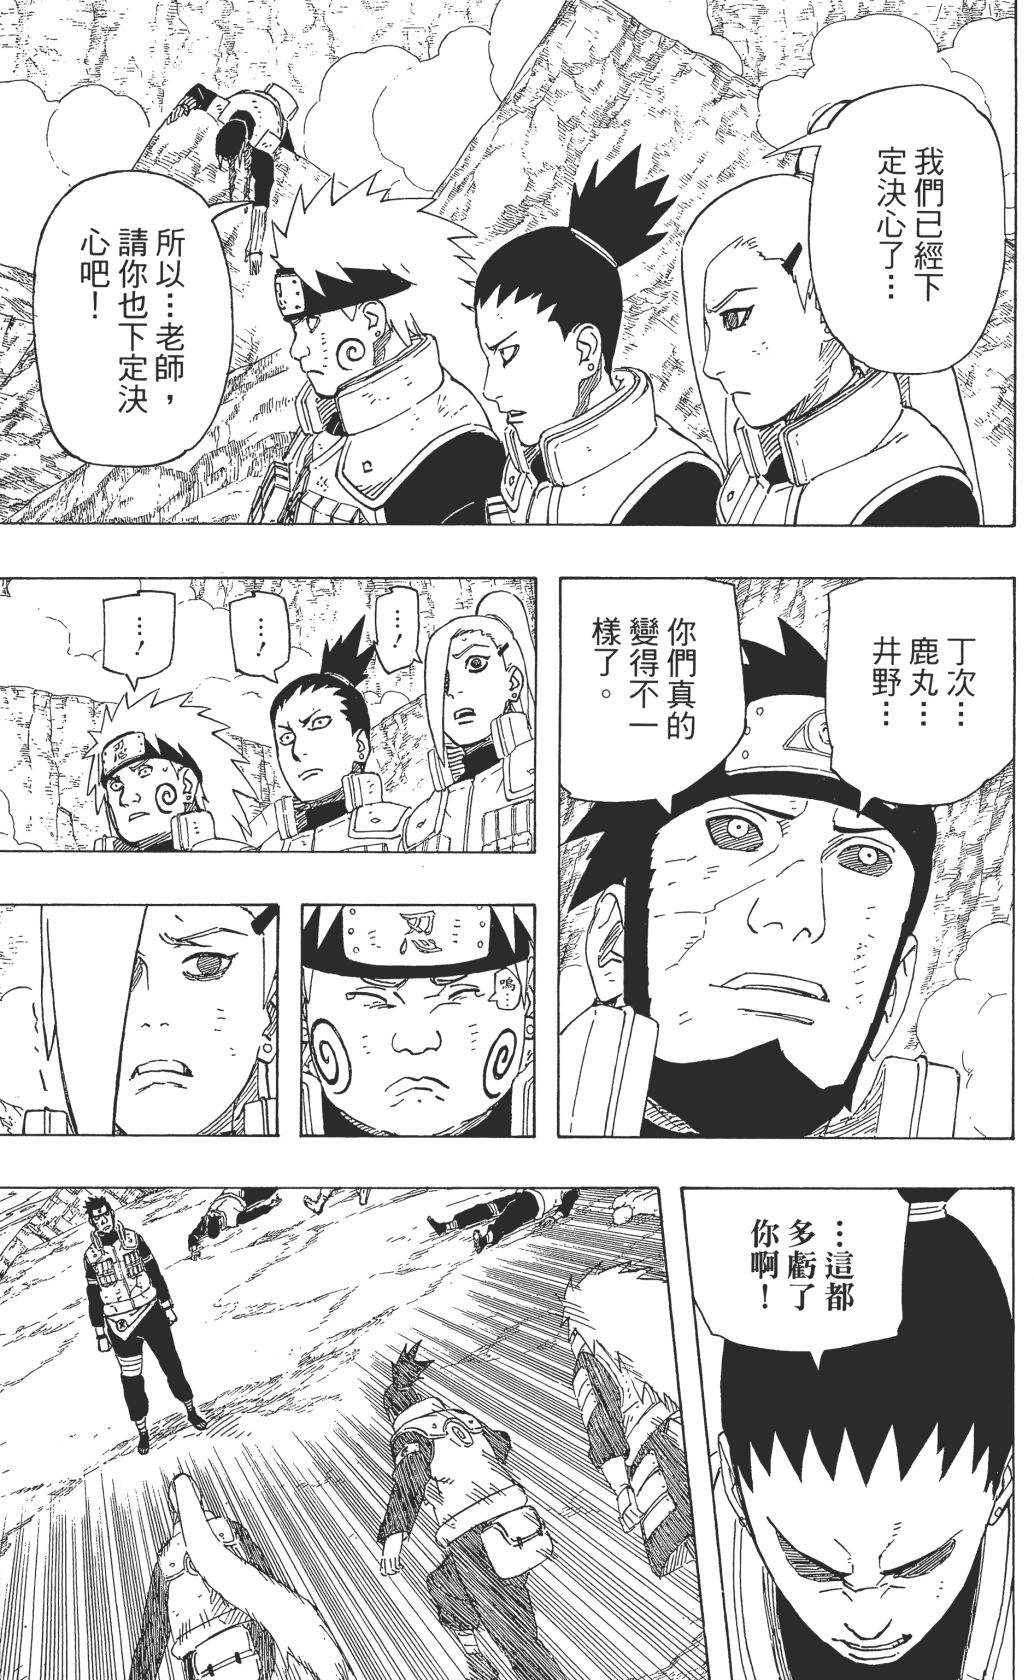 我們已經下
定決心了…
所以…老師，
請你也下定決
心吧！
丁次…
鹿丸…
井野…
你們真的
變得不一
樣了。
…！
…！
…！
忍
忍
嗚…
…這都
多虧了
你啊！